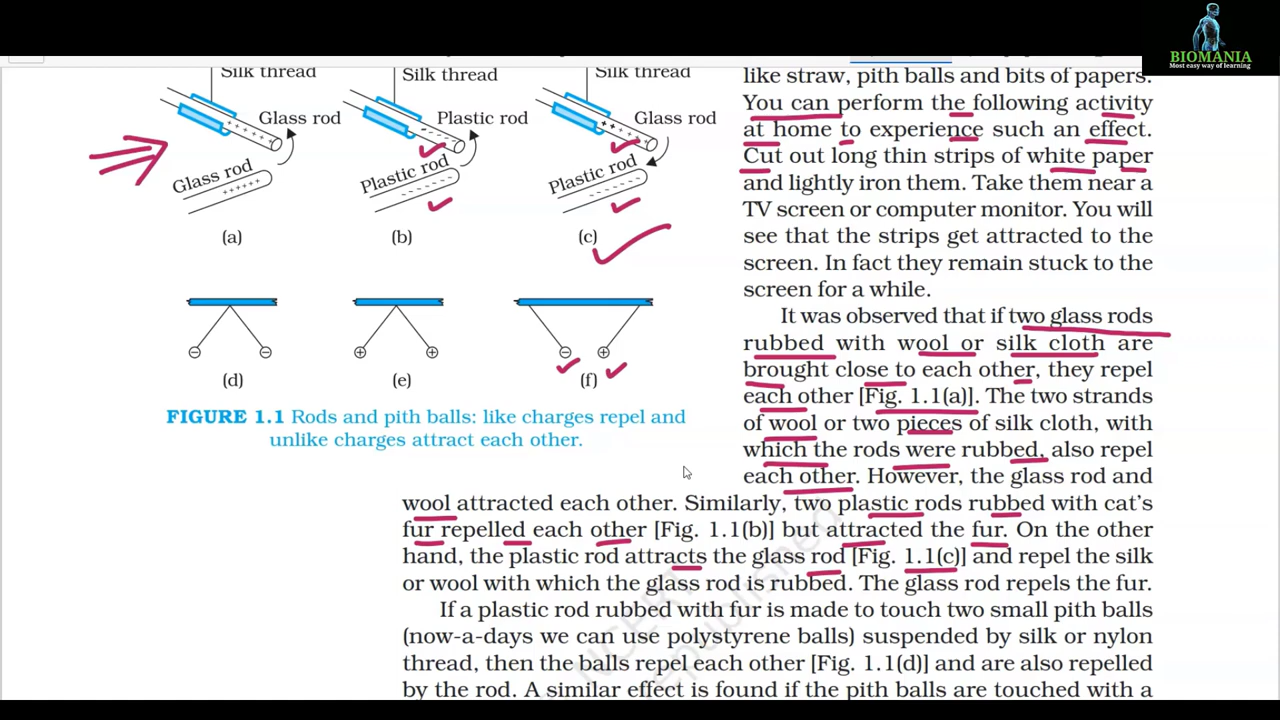 BIOMANIA
Most easy way of learning
Silk thread
Silk thread
Silk thread
Glass rod
Plastic rod
Glass rod
Glass rod
Plastic rod
Plastic rod
(a)
(b)
(c)
(d)
(e)
(f)
FIGURE 1.1 Rods and pith balls: like charges repel and
unlike charges attract each other.
like straw, pith balls and bits of papers.
You can perform the following activity
at home to experience such an effect.
Cut out long thin strips of white paper
and lightly iron them. Take them near a
TV screen or computer monitor. You will
see that the strips get attracted to the
screen. In fact they remain stuck to the
screen for a while.
It was observed that if two glass rods
rubbed with wool or silk cloth are
brought close to each other, they repel
each other [Fig. 1.1(a)]. The two strands
of wool or two pieces of silk cloth, with
which the rods were rubbed, also repel
each other. However, the glass rod and
wool attracted each other. Similarly, two plastic rods rubbed with cat's
fur repelled each other [Fig. 1.1(b)] but attracted the fur. On the other
hand, the plastic rod attracts the glass rod [Fig. 1.1(c)] and repel the silk
or wool with which the glass rod is rubbed. The glass rod repels the fur.
If a plastic rod rubbed with fur is made to touch two small pith balls
(now-a-days we can use polystyrene balls) suspended by silk or nylon
thread, then the balls repel each other [Fig. 1.1(d)] and are also repelled
by the rod. A similar effect is found if the pith balls are touched with a